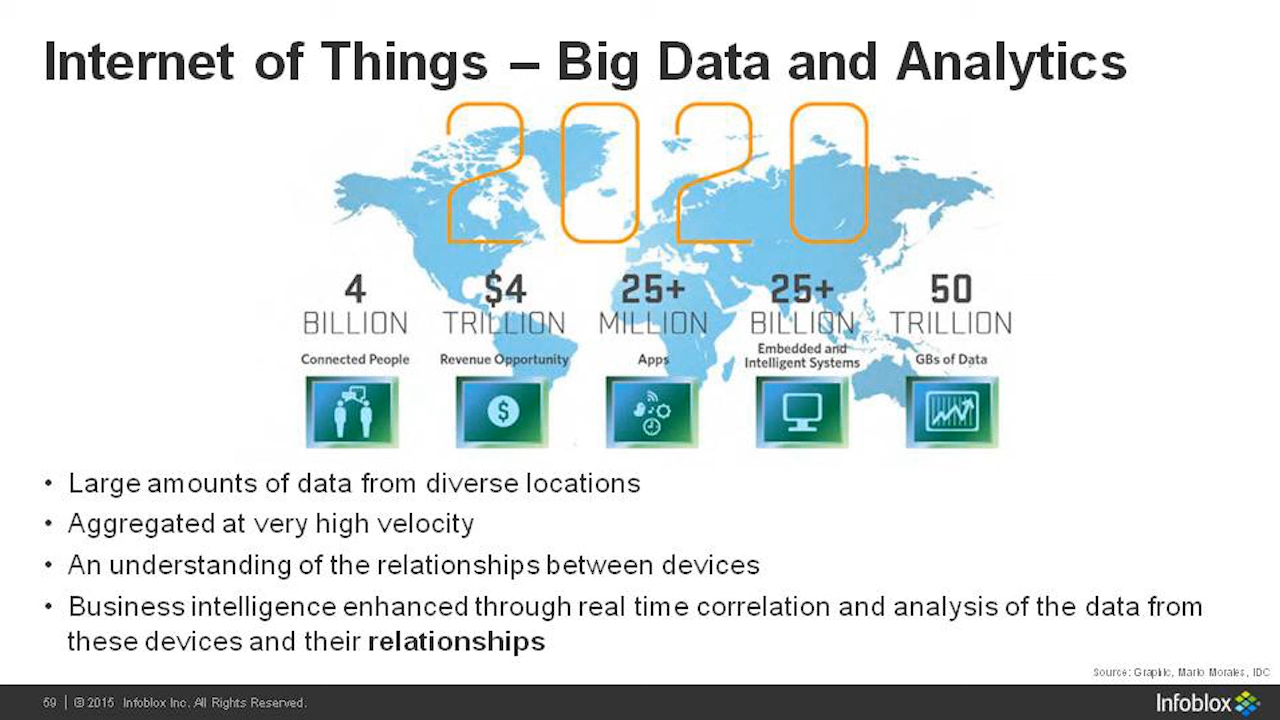 Internet of Things – Big Data and Analytics
2020
4
BILLION
Connected People
$4
TRILLION
Revenue Opportunity
25+
MILLION
Apps
25+
BILLION
Embedded and
Intelligent Systems
50
TRILLION
GBs of Data
$
• Large amounts of data from diverse locations
• Aggregated at very high velocity
• An understanding of the relationships between devices
• Business intelligence enhanced through real time correlation and analysis of the data from
these devices and their relationships
Source: Graphic, Mario Morales, IDC
59 | © 2015 Infoblox Inc. All Rights Reserved.
Infoblox